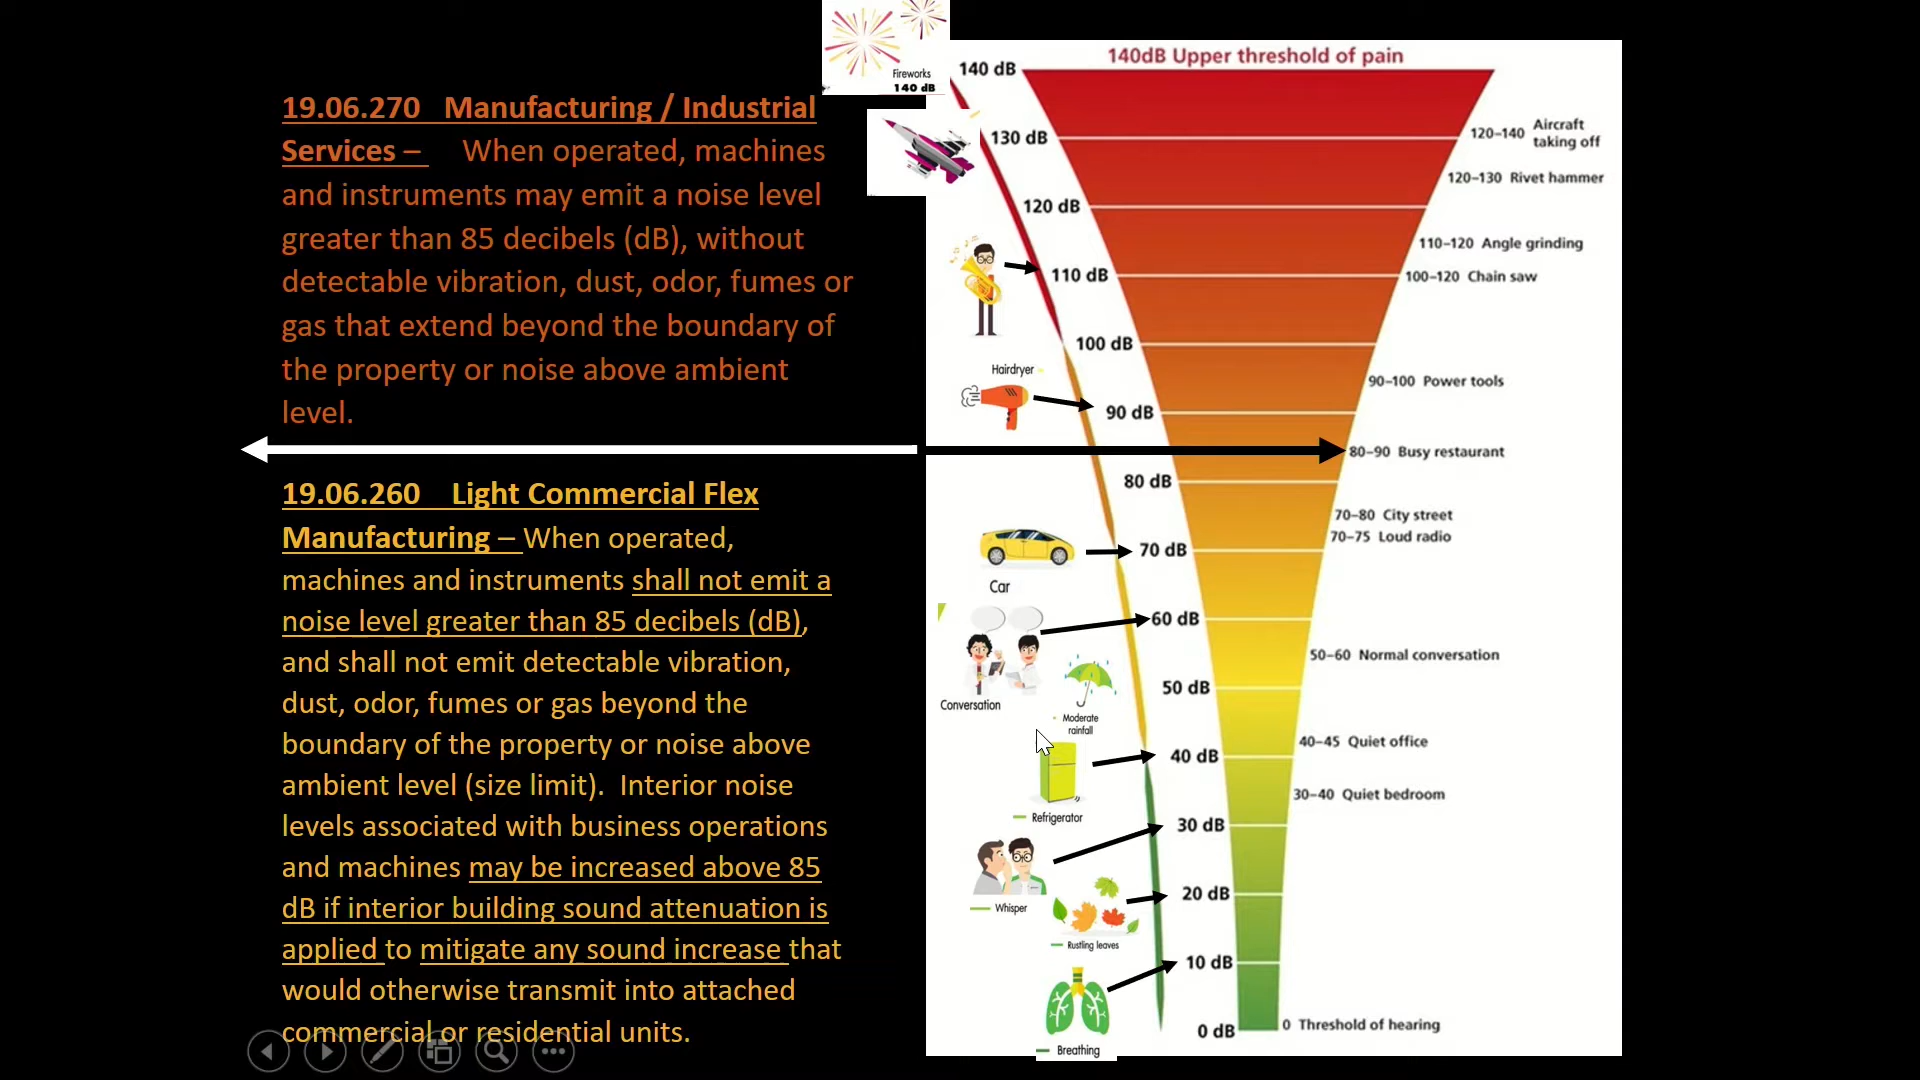 19.06.270 Manufacturing / Industrial
Services – When operated, machines
and instruments may emit a noise level
greater than 85 decibels (dB), without
detectable vibration, dust, odor, fumes or
gas that extend beyond the boundary of
the property or noise above ambient
level.
19.06.260 Light Commercial Flex
Manufacturing – When operated,
machines and instruments shall not emit a
noise level greater than 85 decibels (dB),
and shall not emit detectable vibration,
dust, odor, fumes or gas beyond the
boundary of the property or noise above
ambient level (size limit). Interior noise
levels associated with business operations
and machines may be increased above 85
dB if interior building sound attenuation is
applied to mitigate any sound increase that
would otherwise transmit into attached
commercial or residential units.
Fireworks
140 dB
Hairdryer
Car
Conversation
Moderate
rainfall
Refrigerator
Whisper
Rustling leaves
Breathing
140dB Upper threshold of pain
140 dB
130 dB
120 dB
110 dB
100 dB
90 dB
80 dB
70 dB
60 dB
50 dB
40 dB
30 dB
20 dB
10 dB
0 dB
120–140 Aircraft
taking off
120–130 Rivet hammer
110–120 Angle grinding
100–120 Chain saw
90–100 Power tools
80–90 Busy restaurant
70–80 City street
70–75 Loud radio
50–60 Normal conversation
40–45 Quiet office
30–40 Quiet bedroom
0 Threshold of hearing